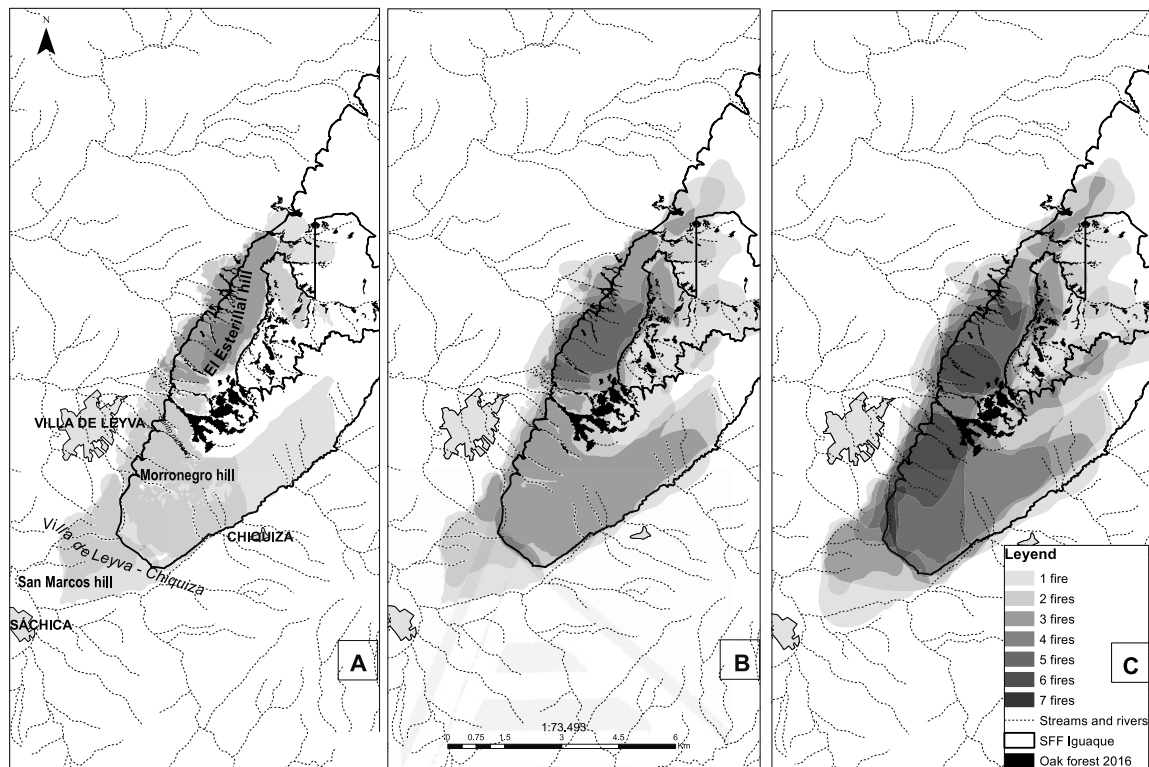 N
El Esterillal hill
VILLA DE LEYVA
Morronegro hill
Villa de Leyva - Chiquiza
CHIQUIZA
San Marcos hill
SÁCHICA
A
B
1:73,493
0 0.75 1.5 3 4.5 6
Km
C
Leyend
1 fire
2 fires
3 fires
4 fires
5 fires
6 fires
7 fires
Streams and rivers
SFF Iguaque
Oak forest 2016